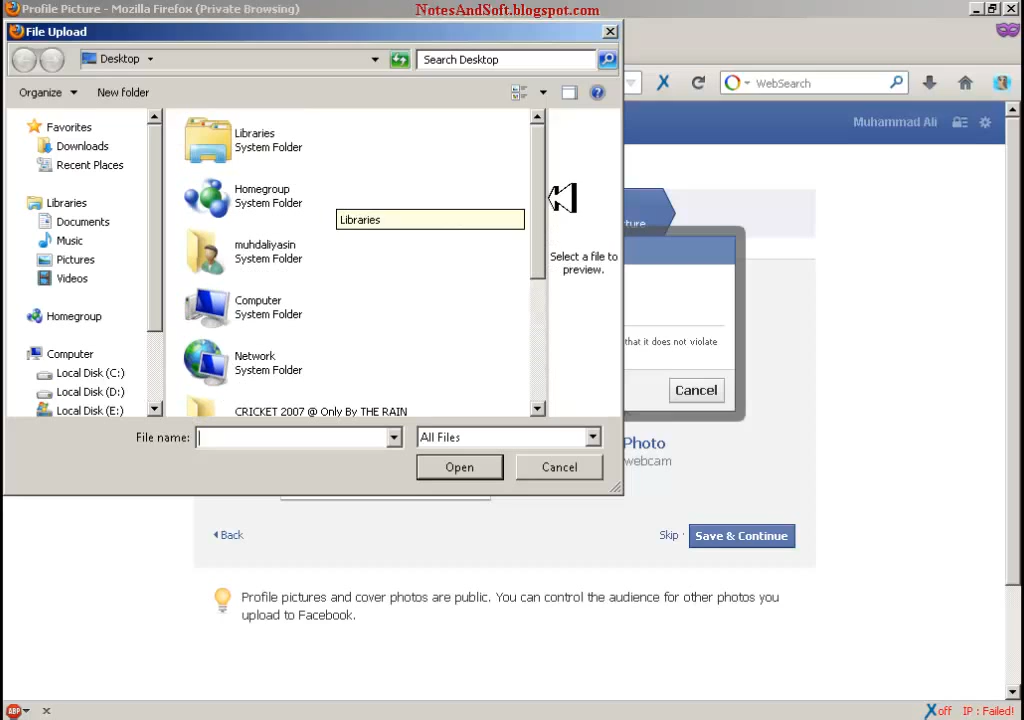 Profile Picture - Mozilla Firefox (Private Browsing)
NotesAndSoft.blogspot.com
File Upload
Desktop
Search Desktop
WebSearch
Organize
New folder
Muhammad Ali
Favorites
Downloads
Recent Places
Libraries
Documents
Music
Pictures
Videos
Homegroup
Computer
Local Disk (C:)
Local Disk (D:)
Local Disk (E:)
Libraries
System Folder
Homegroup
System Folder
Libraries
muhdaliyasin
System Folder
Computer
System Folder
Network
System Folder
CRICKET 2007 @ Only By THE RAIN
Select a file to
preview.
that it does not violate
Cancel
File name:
All Files
Open
Cancel
Photo
webcam
Back
Skip ·
Save & Continue
Profile pictures and cover photos are public. You can control the audience for other photos you
upload to Facebook.
ABP
off
IP : Failed!